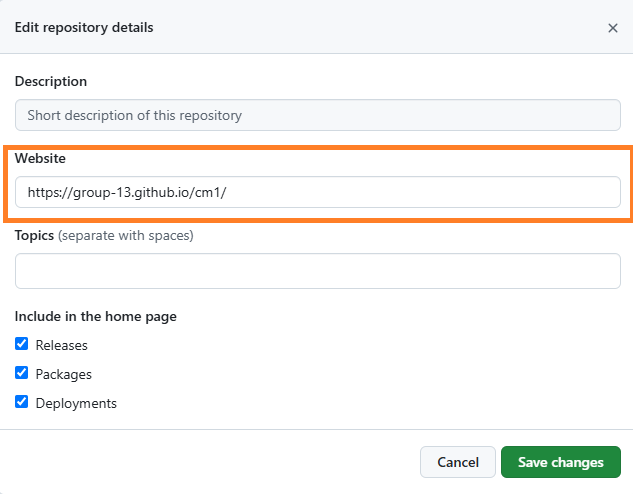 Edit repository details
Description
Short description of this repository
Website
https://group-13.github.io/cm1/
Topics (separate with spaces)
Include in the home page
Releases
Packages
Deployments
Cancel Save changes